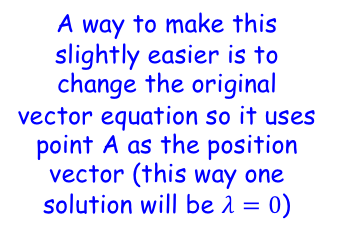 A way to make this
slightly easier is to
change the original
vector equation so it uses
point A as the position
vector (this way one
solution will be λ = 0)